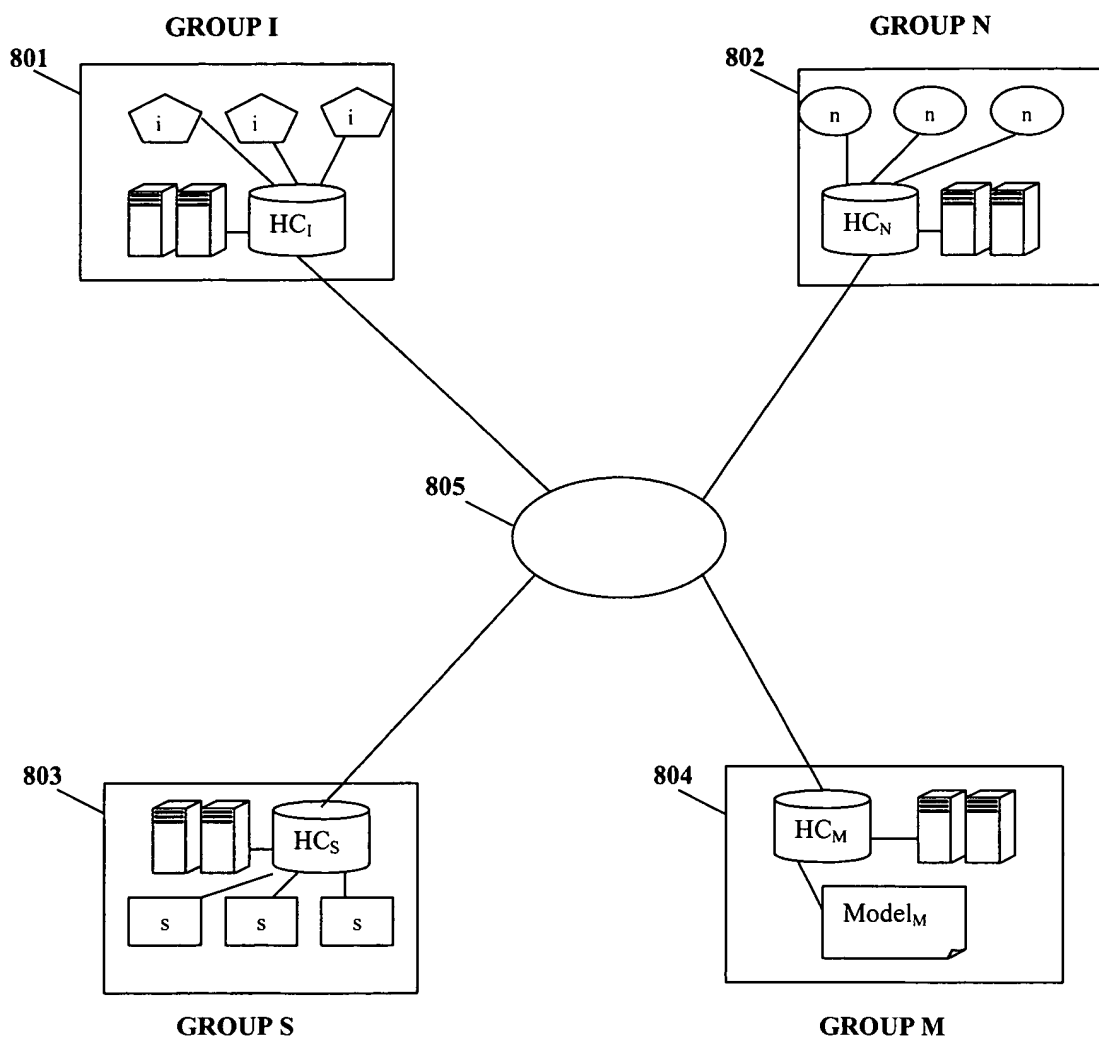 GROUP I
GROUP N
801
802
i i i
n n n
HC_I
HC_N
805
803
804
HC_S
HC_M
s s s
Model_M
GROUP S
GROUP M